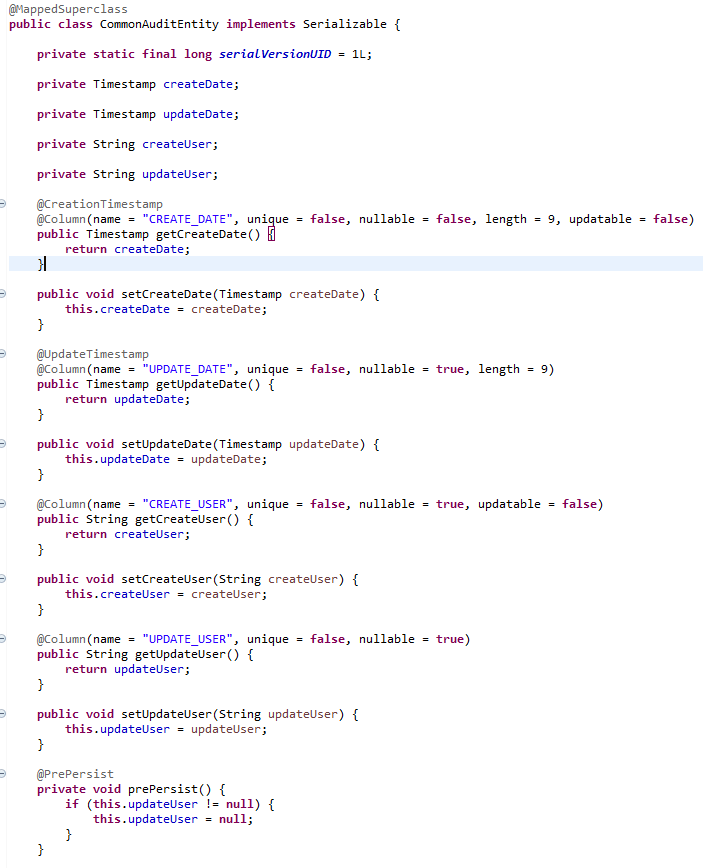 @MappedSuperclass
public class CommonAuditEntity implements Serializable {
private static final long serialVersionUID = 1L;
private Timestamp createDate;
private Timestamp updateDate;
private String createUser;
private String updateUser;
@CreationTimestamp
@Column(name = "CREATE_DATE", unique = false, nullable = false, length = 9, updatable = false)
public Timestamp getCreateDate() {
return createDate;
}
public void setCreateDate(Timestamp createDate) {
this.createDate = createDate;
}
@UpdateTimestamp
@Column(name = "UPDATE_DATE", unique = false, nullable = true, length = 9)
public Timestamp getUpdateDate() {
return updateDate;
}
public void setUpdateDate(Timestamp updateDate) {
this.updateDate = updateDate;
}
@Column(name = "CREATE_USER", unique = false, nullable = true, updatable = false)
public String getCreateUser() {
return createUser;
}
public void setCreateUser(String createUser) {
this.createUser = createUser;
}
@Column(name = "UPDATE_USER", unique = false, nullable = true)
public String getUpdateUser() {
return updateUser;
}
public void setUpdateUser(String updateUser) {
this.updateUser = updateUser;
}
@PrePersist
private void prePersist() {
if (this.updateUser != null) {
this.updateUser = null;
}
}